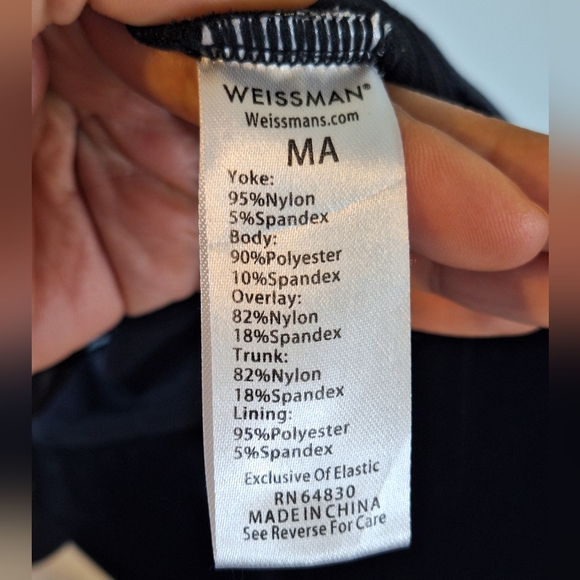 WEISSMAN®
Weissmans.com
MA
Yoke:
95%Nylon
5%Spandex
Body:
90%Polyester
10%Spandex
Overlay:
82%Nylon
18%Spandex
Trunk:
82%Nylon
18%Spandex
Lining:
95%Polyester
5%Spandex
Exclusive Of Elastic
RN 64830
MADE IN CHINA
See Reverse For Care